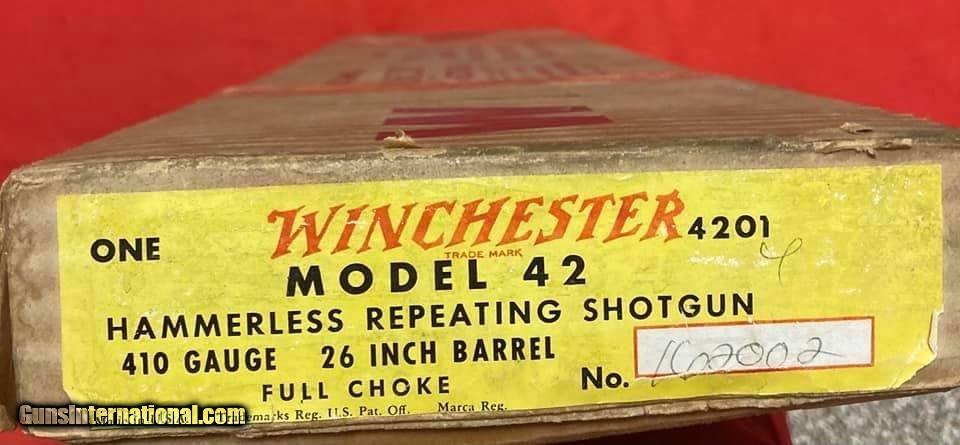 ONE WINCHESTER 4201
TRADE MARK
4
MODEL 42
HAMMERLESS REPEATING SHOTGUN
410 GAUGE 26 INCH BARREL
No. 162002
FULL CHOKE
Reg. U.S. Pat. Off. Marca Reg.
GunsInternational.com